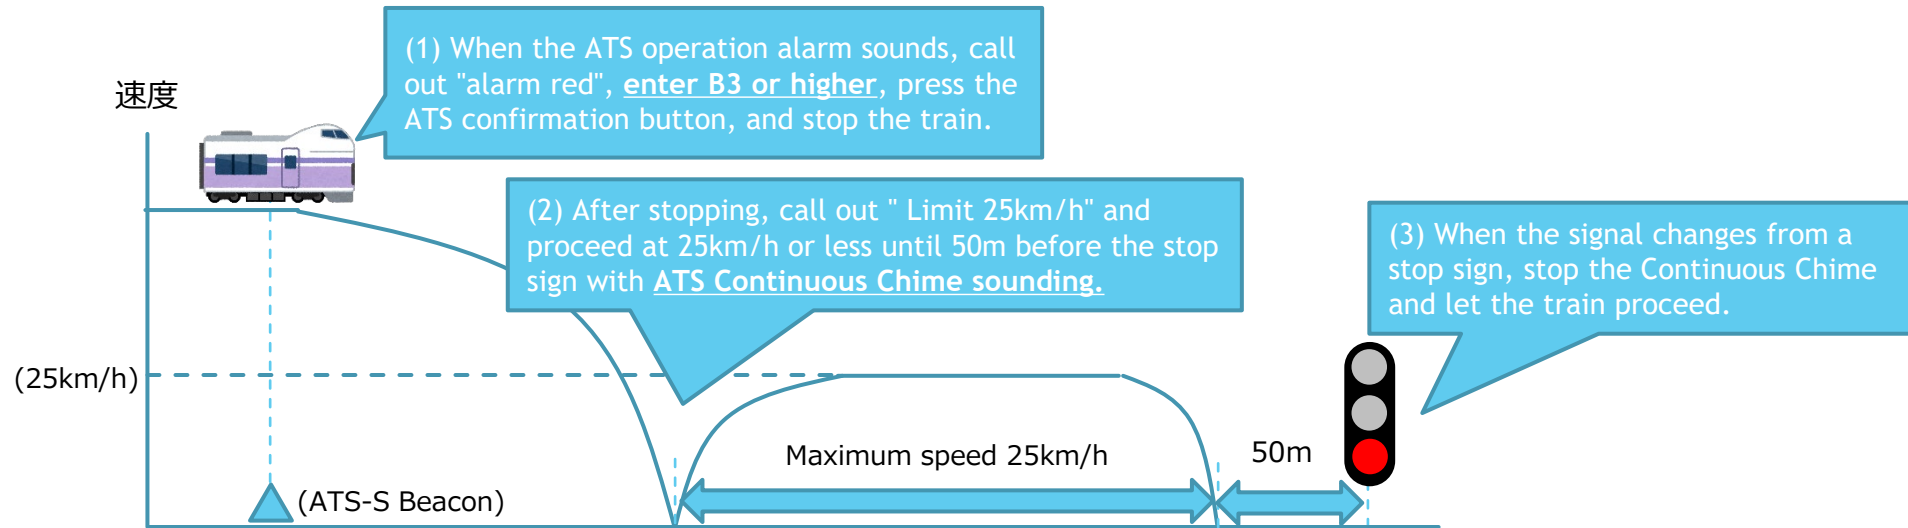 (1) When the ATS operation alarm sounds, call
out "alarm red", enter B3 or higher, press the
ATS confirmation button, and stop the train.
速度
(2) After stopping, call out " Limit 25km/h" and
proceed at 25km/h or less until 50m before the stop
sign with ATS Continuous Chime sounding.
(3) When the signal changes from a
stop sign, stop the Continuous Chime
and let the train proceed.
(25km/h)
Maximum speed 25km/h
50m
(ATS-S Beacon)